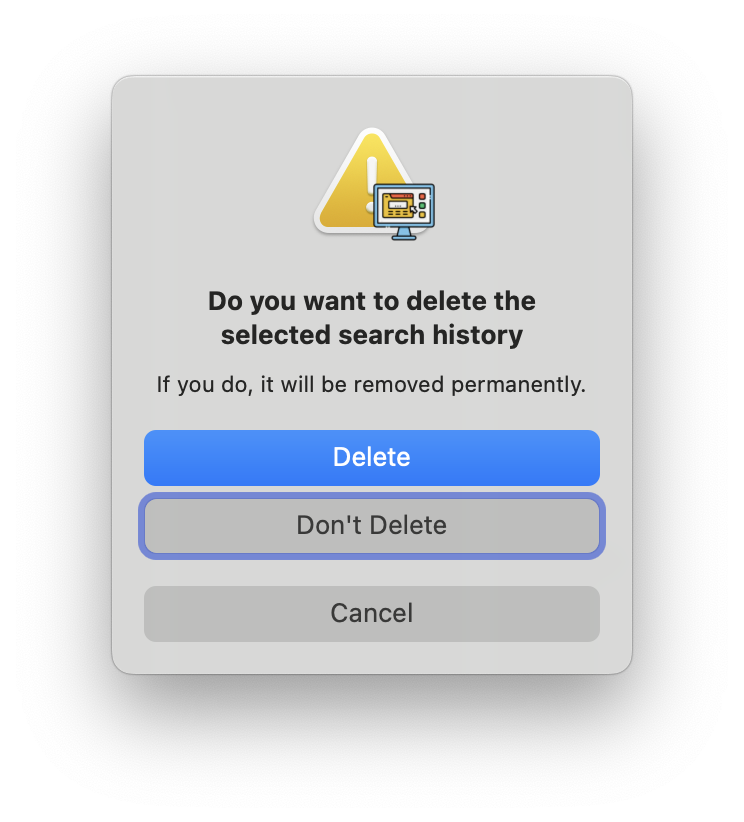 Do you want to delete the
selected search history
If you do, it will be removed permanently.
Delete
Don't Delete
Cancel